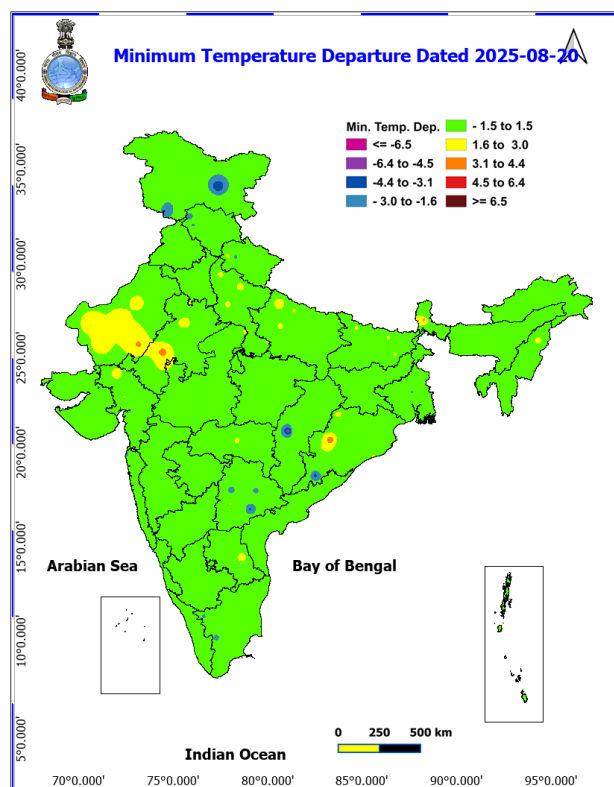 Minimum Temperature Departure Dated 2025-08-20
Min. Temp. Dep.
<= -6.5
-6.4 to -4.5
-4.4 to -3.1
- 3.0 to -1.6
- 1.5 to 1.5
1.6 to 3.0
3.1 to 4.4
4.5 to 6.4
>= 6.5
40°0.000'
35°0.000'
30°0.000'
25°0.000'
20°0.000'
15°0.000'
10°0.000'
5°0.000'
Arabian Sea
Bay of Bengal
Indian Ocean
0 250 500 km
70°0.000' 75°0.000' 80°0.000' 85°0.000' 90°0.000' 95°0.000'